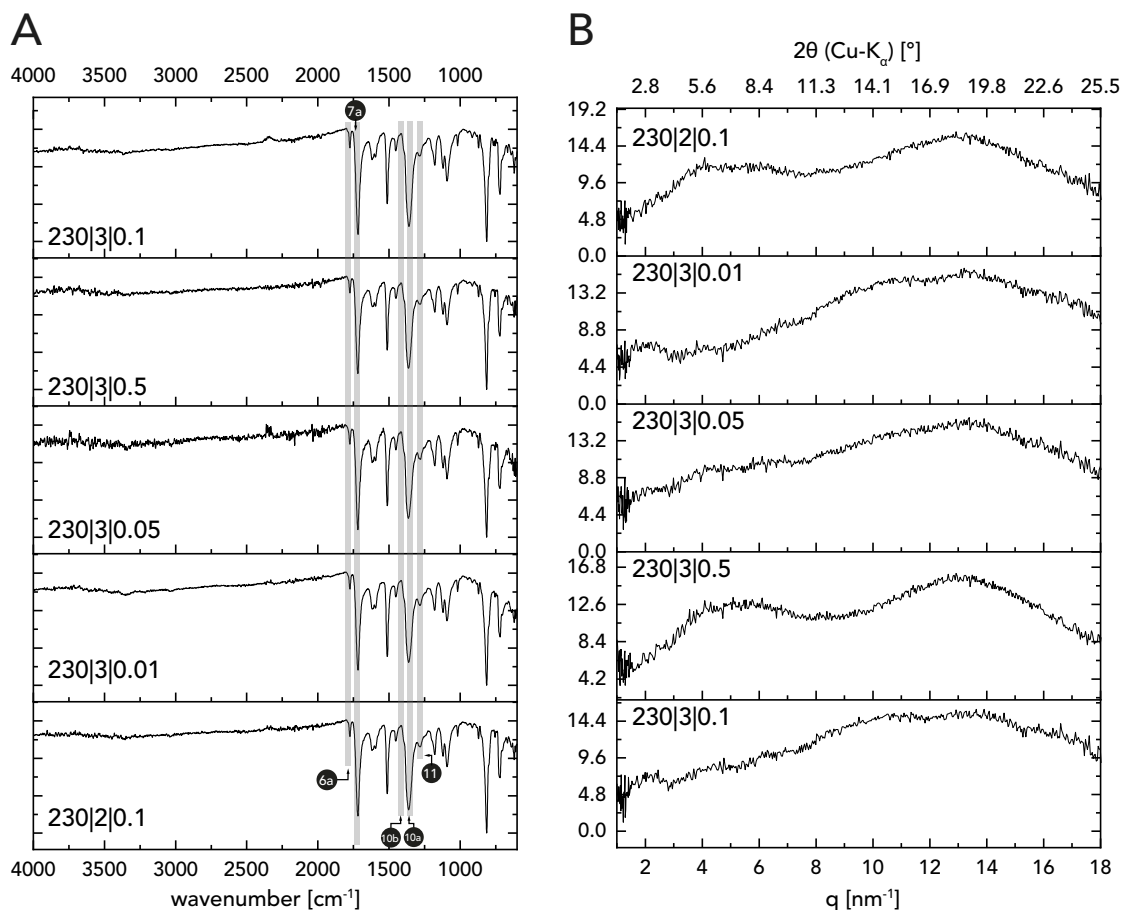 A
4000 3500 3000 2500 2000 1500 1000
7a
230|3|0.1
230|3|0.5
230|3|0.05
230|3|0.01
6a
11
230|2|0.1
10b 10a
4000 3500 3000 2500 2000 1500 1000
wavenumber [cm⁻¹]
B
2θ (Cu-Kα) [°]
2.8 5.6 8.4 11.3 14.1 16.9 19.8 22.6 25.5
19.2
230|2|0.1
14.4
9.6
4.8
0.0
230|3|0.01
13.2
8.8
4.4
0.0
230|3|0.05
13.2
8.8
4.4
0.0
16.8
230|3|0.5
12.6
8.4
4.2
230|3|0.1
14.4
9.6
4.8
0.0
2 4 6 8 10 12 14 16 18
q [nm⁻¹]